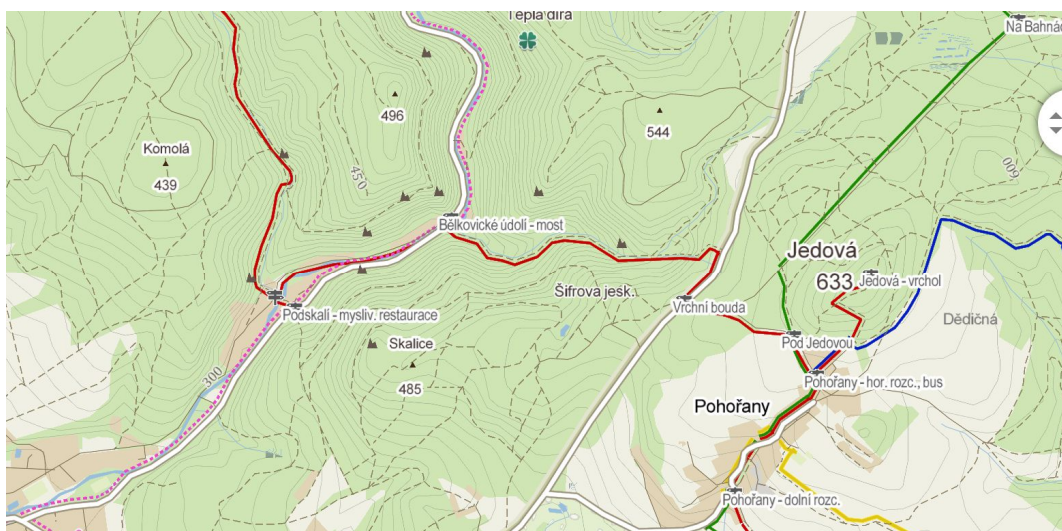 Teplá díra
Na Bahnác
496
544
Komolá
439
450
600
Bělkovické údolí - most
Jedová
633
Jedová - vrchol
Šifrova jesk.
Vrchní bouda
Podskalí - mysliv. restaurace
Dědičná
Skalice
Pod Jedovou
300
485
Pohořany - hor. rozc., bus
Pohořany
Pohořany - dolní rozc.